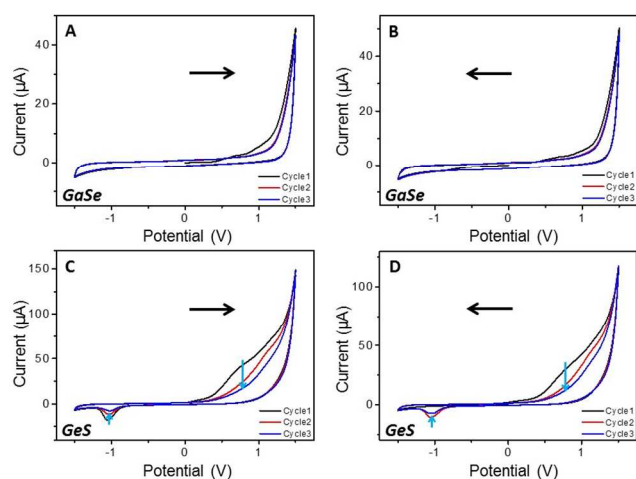 A
Current (µA)
40
20
0
-1
0
1
Potential (V)
GaSe
Cycle1
Cycle2
Cycle3
B
Current (µA)
40
20
0
-1
0
1
Potential (V)
GaSe
Cycle1
Cycle2
Cycle3
C
Current (µA)
150
100
50
0
-1
0
1
Potential (V)
GeS
Cycle1
Cycle2
Cycle3
D
Current (µA)
100
50
0
-1
0
1
Potential (V)
GeS
Cycle1
Cycle2
Cycle3